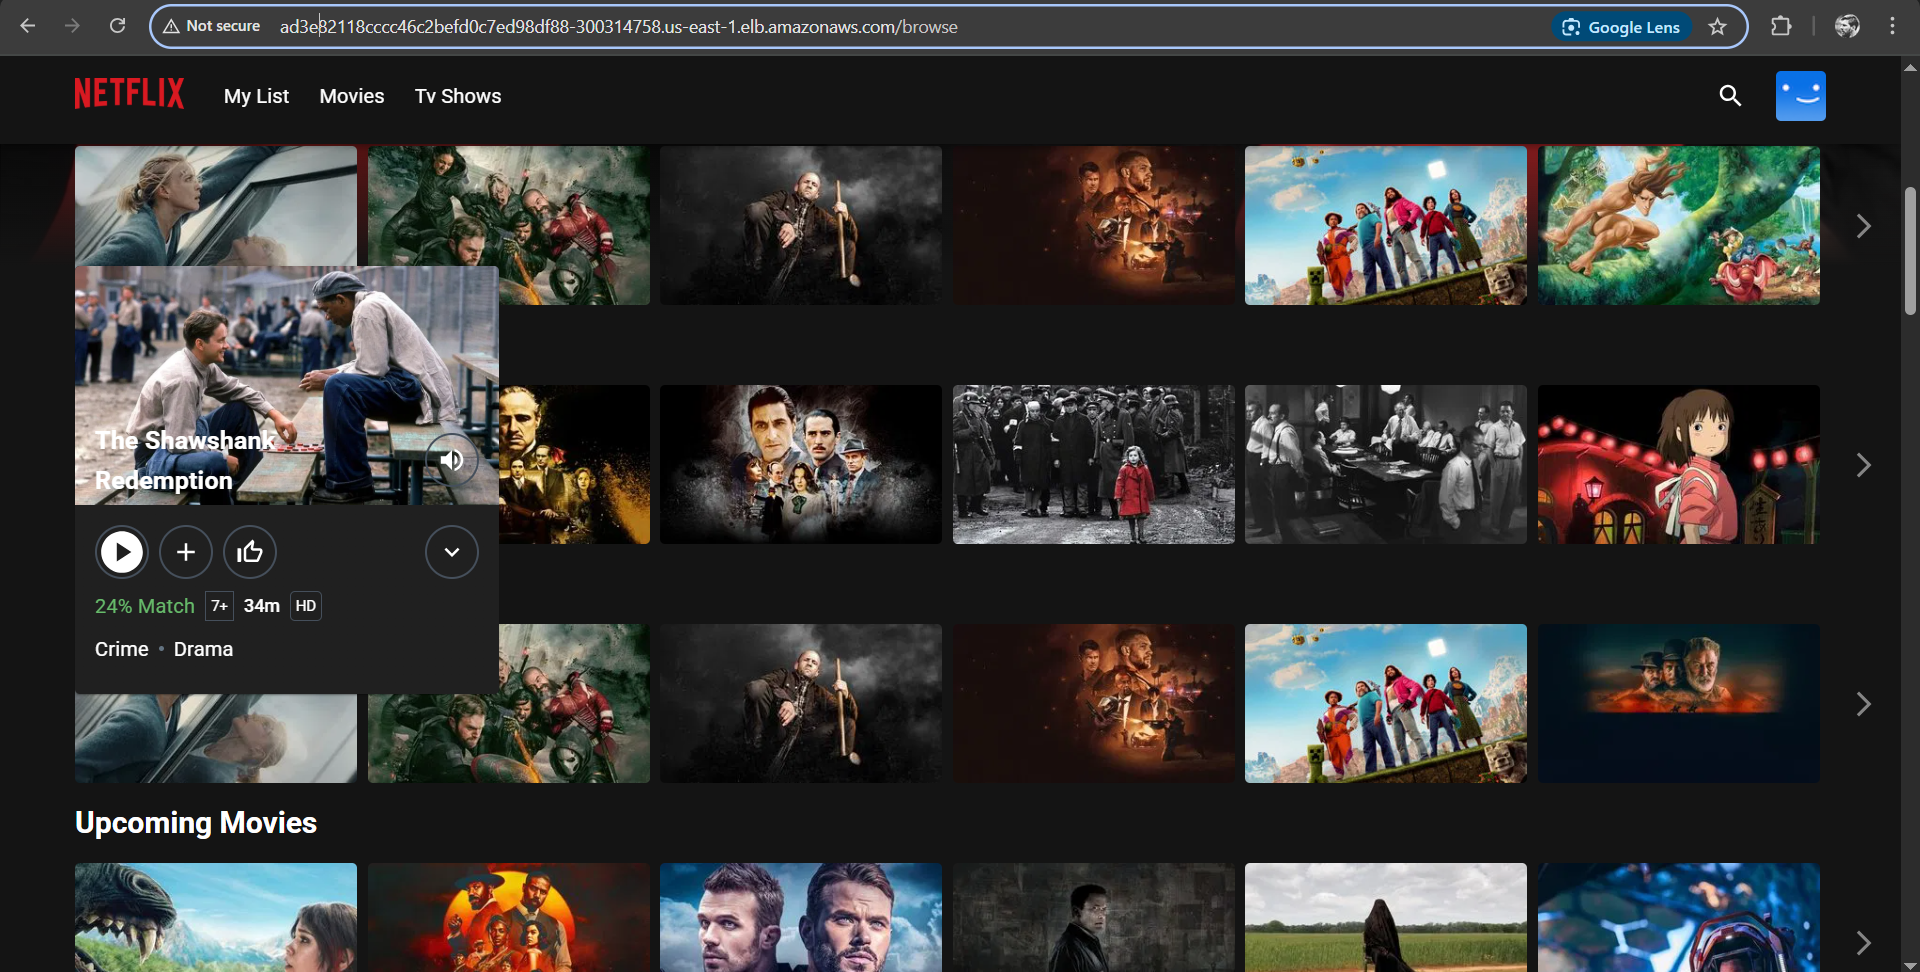 Not secure
ad3e82118cccc46c2befd0c7ed98df88-300314758.us-east-1.elb.amazonaws.com/browse
Google Lens
NETFLIX
My List
Movies
Tv Shows
The Shawshank
Redemption
24% Match
7+
34m
HD
Crime • Drama
Upcoming Movies